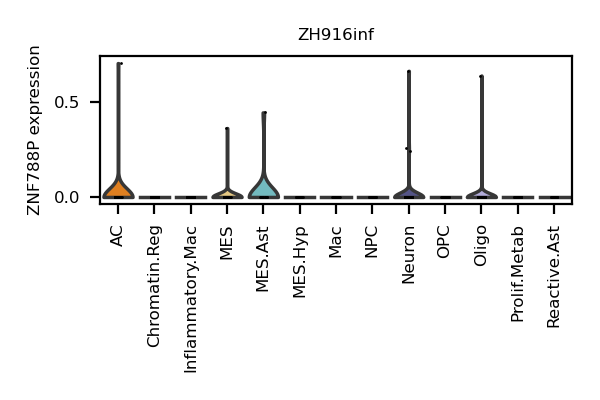 ZH916inf
ZNF788P expression
0.5
0.0
AC
Chromatin.Reg
Inflammatory.Mac
MES
MES.Ast
MES.Hyp
Mac
NPC
Neuron
OPC
Oligo
Prolif.Metab
Reactive.Ast